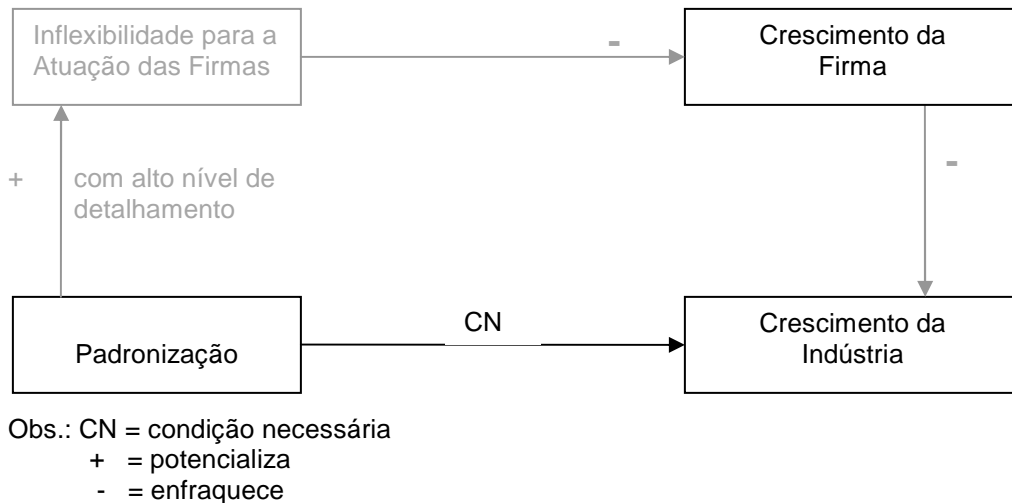 Inflexibilidade para a
Atuação das Firmas
-
Crescimento da
Firma
+
com alto nível de
detalhamento
-
Padronização
CN
Crescimento da
Indústria
Obs.: CN = condição necessária
+ = potencializa
- = enfraquece